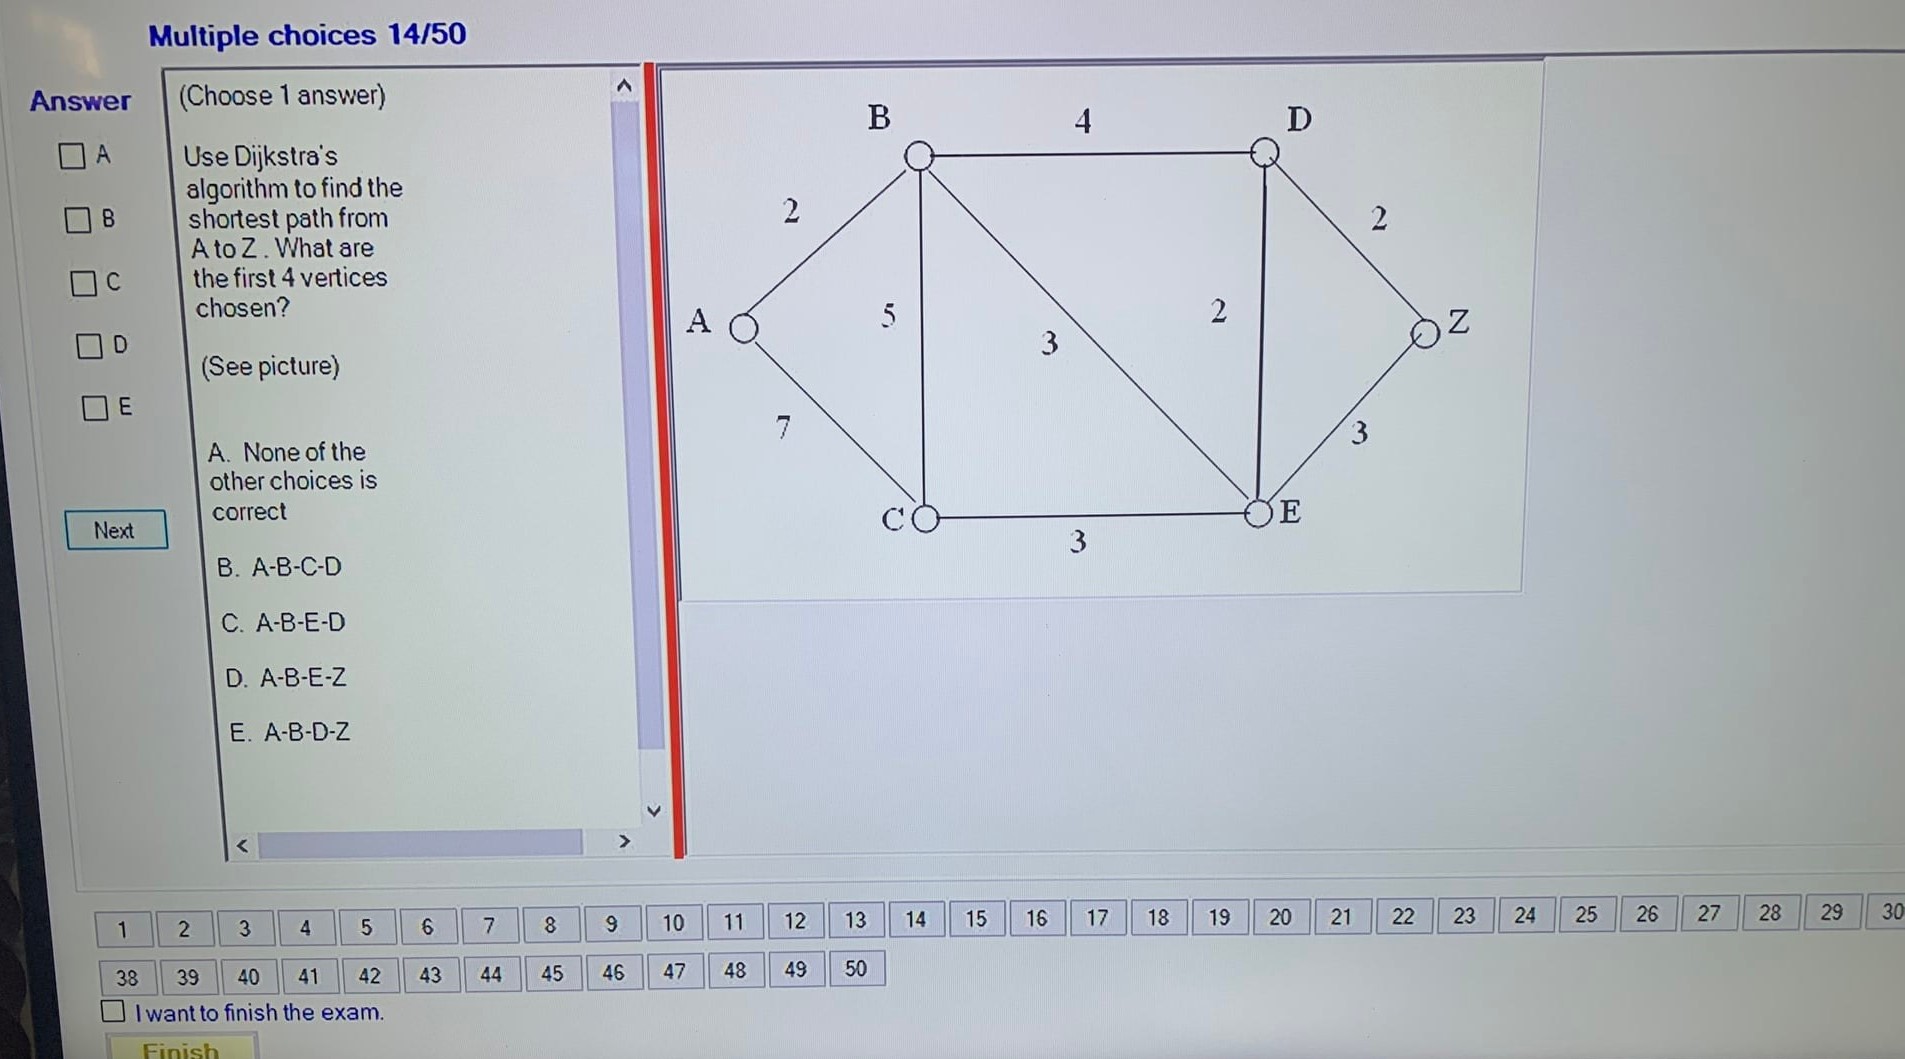 Multiple choices 14/50
Answer
A
B
C
D
E
Next
(Choose 1 answer)
Use Dijkstra's
algorithm to find the
shortest path from
A to Z . What are
the first 4 vertices
chosen?
(See picture)
A. None of the
other choices is
correct
B. A-B-C-D
C. A-B-E-D
D. A-B-E-Z
E. A-B-D-Z
B 4 D
2 2
A 5 3 2 Z
7 3
C 3 E
1 2 3 4 5 6 7 8 9 10 11 12 13 14 15 16 17 18 19 20 21 22 23 24 25 26 27 28 29 30
38 39 40 41 42 43 44 45 46 47 48 49 50
I want to finish the exam.
Finish